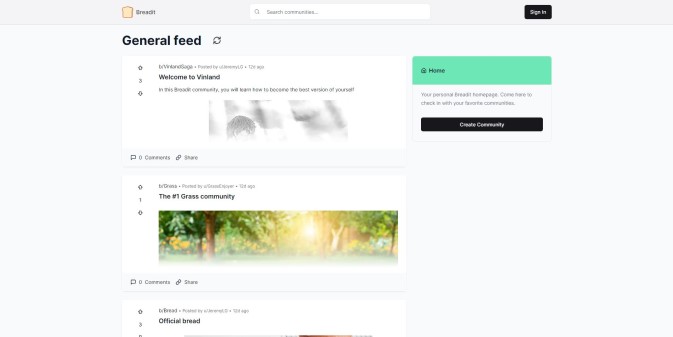 Breadit
Search communities...
Sign In
General feed
b/VinlandSaga • Posted by u/JeremyLG • 12d ago
3
Welcome to Vinland
In this Breadit community, you will learn how to become the best version of yourself
0 Comments Share
b/Grass • Posted by u/GrassEnjoyer • 12d ago
1
The #1 Grass community
0 Comments Share
b/Bread • Posted by u/JeremyLG • 12d ago
3
Official bread
Home
Your personal Breadit homepage. Come here to
check in with your favorite communities.
Create Community